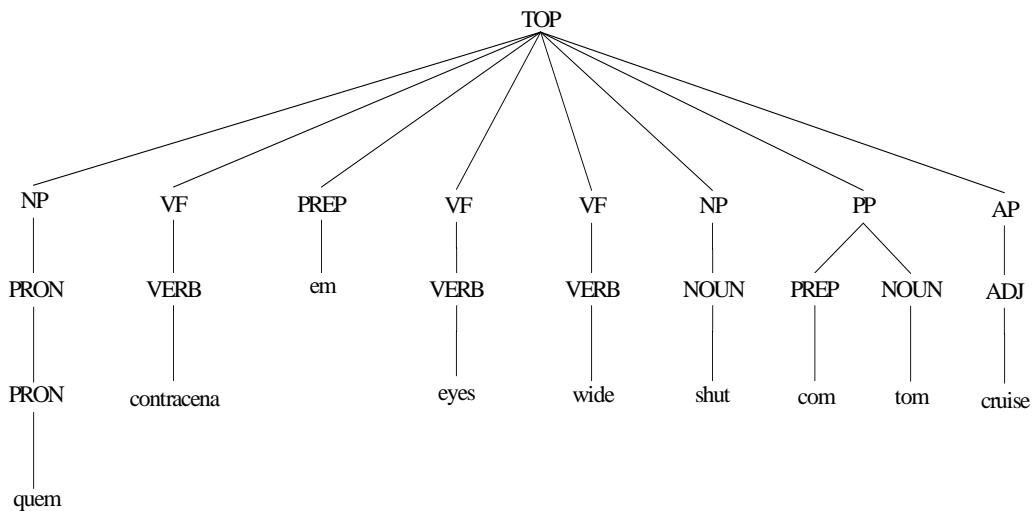 TOP
NP VF PREP VF VF NP PP AP
PRON VERB em VERB VERB NOUN PREP NOUN ADJ
PRON contracena eyes wide shut com tom cruise
quem